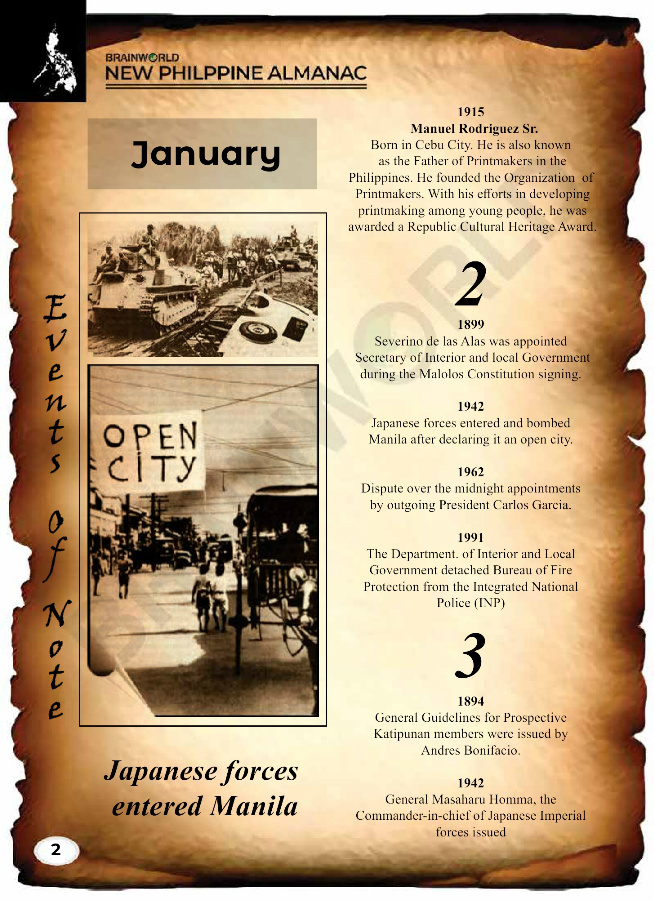 BRAINWORLD
NEW PHILPPINE ALMANAC
January
Events of Note
OPEN
CITY
Japanese forces
entered Manila
2
1915
Manuel Rodriguez Sr.
Born in Cebu City. He is also known
as the Father of Printmakers in the
Philippines. He founded the Organization of
Printmakers. With his efforts in developing
printmaking among young people, he was
awarded a Republic Cultural Heritage Award.
2
1899
Severino de las Alas was appointed
Secretary of Interior and local Government
during the Malolos Constitution signing.
1942
Japanese forces entered and bombed
Manila after declaring it an open city.
1962
Dispute over the midnight appointments
by outgoing President Carlos Garcia.
1991
The Department. of Interior and Local
Government detached Bureau of Fire
Protection from the Integrated National
Police (INP)
3
1894
General Guidelines for Prospective
Katipunan members were issued by
Andres Bonifacio.
1942
General Masaharu Homma, the
Commander-in-chief of Japanese Imperial
forces issued
BRAINWORLD